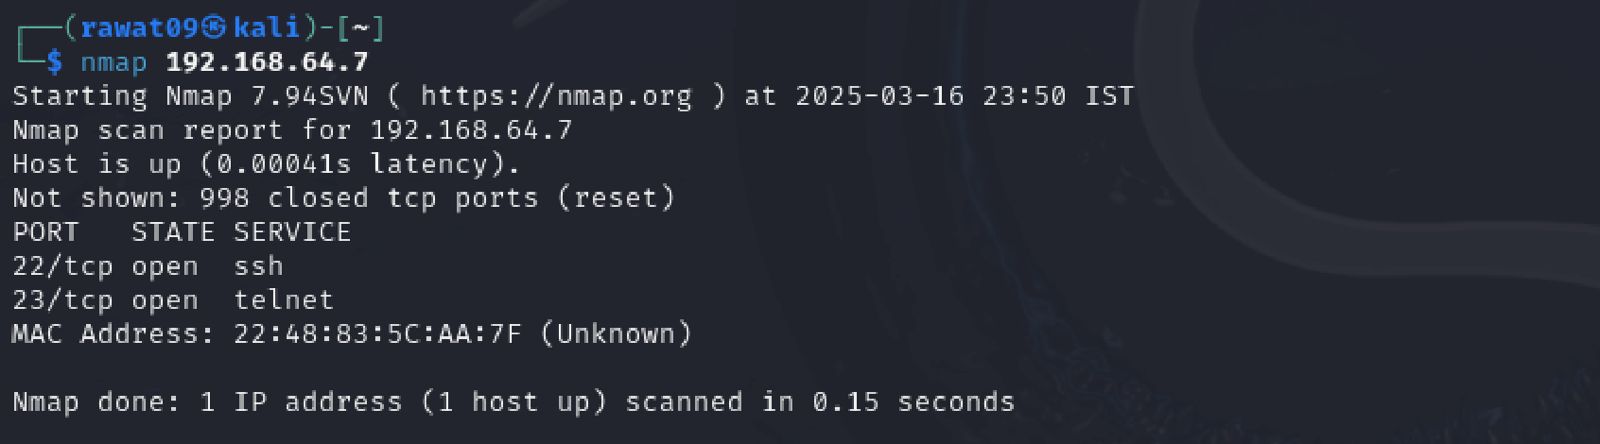 ┌──(rawat09㉿kali)-[~]
└─$ nmap 192.168.64.7
Starting Nmap 7.94SVN ( https://nmap.org ) at 2025-03-16 23:50 IST
Nmap scan report for 192.168.64.7
Host is up (0.00041s latency).
Not shown: 998 closed tcp ports (reset)
PORT   STATE SERVICE
22/tcp open  ssh
23/tcp open  telnet
MAC Address: 22:48:83:5C:AA:7F (Unknown)
Nmap done: 1 IP address (1 host up) scanned in 0.15 seconds